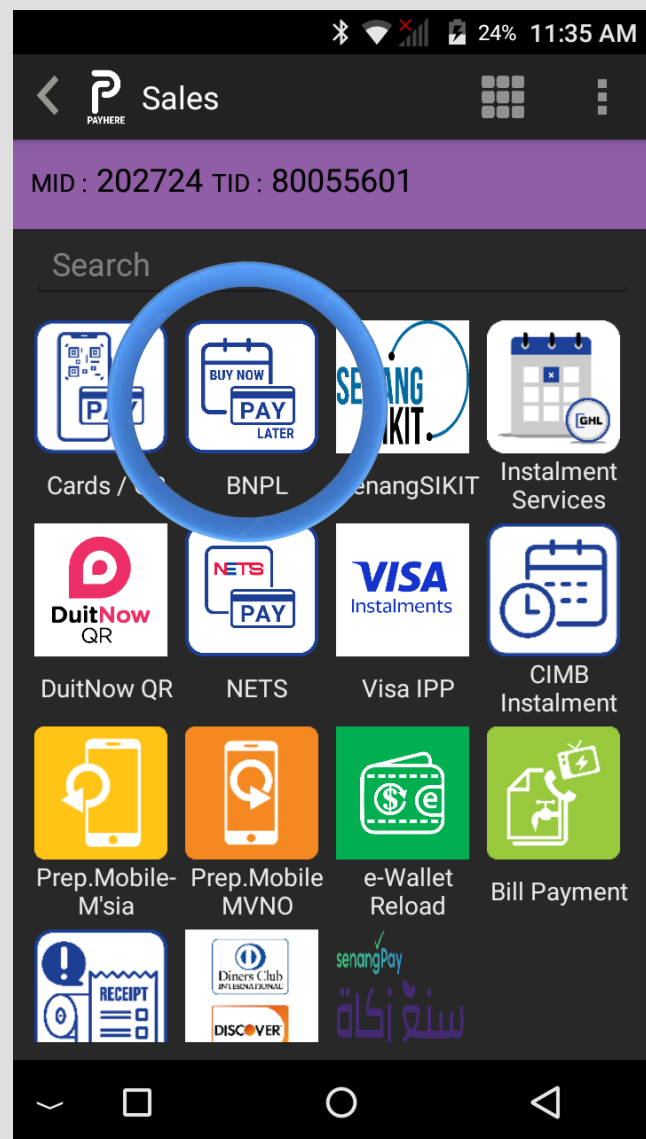 24% 11:35 AM
PAYHERE
Sales
MID : 202724 TID : 80055601
Search
BUY NOW
PAY
LATER
GHL
Cards /
BNPL
enangSIKIT
Instalment
Services
DuitNow
QR
NETS
PAY
VISA
Instalments
DuitNow QR
NETS
Visa IPP
CIMB
Instalment
$ e
Prep.Mobile-
M'sia
Prep.Mobile
MVNO
e-Wallet
Reload
Bill Payment
RECEIPT
Diners Club
INTERNATIONAL
DISCOVER
senangPay
سنڠ زكاة